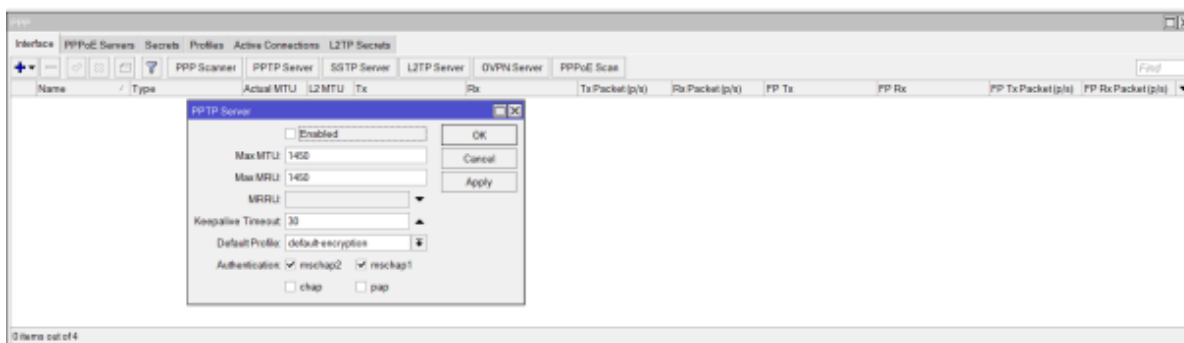 PPP
Interface PPPoE Servers Secrets Profiles Active Connections L2TP Secrets
PPP Scanner PPTP Server SSTP Server L2TP Server OVPN Server PPPoE Scan Find
Name / Type Actual MTU L2 MTU Tx Rx Tx Packet (p/s) Rx Packet (p/s) FP Tx FP Rx FP Tx Packet (p/s) FP Rx Packet (p/s)
PPTP Server
Enabled OK
Max MTU: 1450 Cancel
Max MRU: 1450 Apply
MRRU:
Keepalive Timeout: 30
Default Profile: default-encryption
Authentication: mschap2 mschap1
chap pap
0 items out of 4